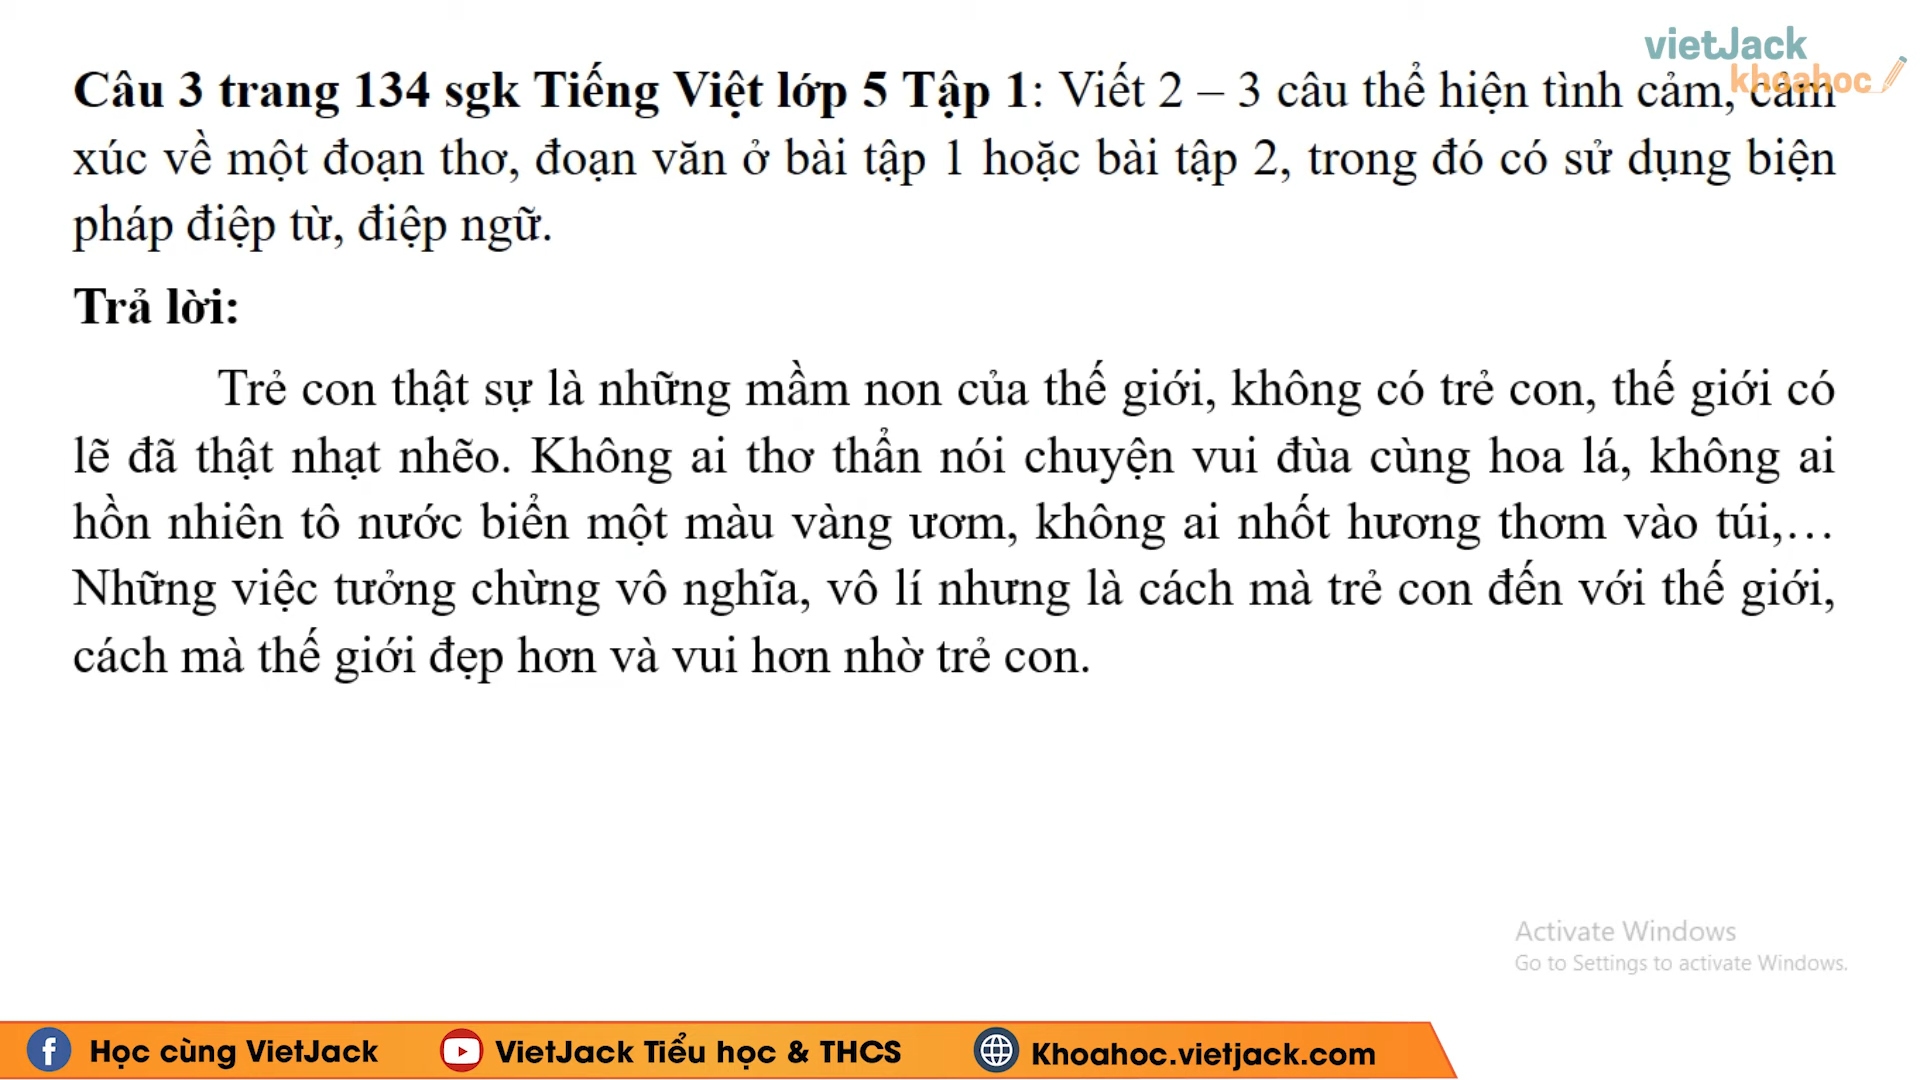 vietJack
khoahoc
Câu 3 trang 134 sgk Tiếng Việt lớp 5 Tập 1: Viết 2 – 3 câu thể hiện tình cảm, cảm
xúc về một đoạn thơ, đoạn văn ở bài tập 1 hoặc bài tập 2, trong đó có sử dụng biện
pháp điệp từ, điệp ngữ.
Trả lời:
Trẻ con thật sự là những mầm non của thế giới, không có trẻ con, thế giới có
lẽ đã thật nhạt nhẽo. Không ai thơ thẩn nói chuyện vui đùa cùng hoa lá, không ai
hồn nhiên tô nước biển một màu vàng ươm, không ai nhốt hương thơm vào túi,…
Những việc tưởng chừng vô nghĩa, vô lí nhưng là cách mà trẻ con đến với thế giới,
cách mà thế giới đẹp hơn và vui hơn nhờ trẻ con.
Activate Windows
Go to Settings to activate Windows.
Học cùng VietJack
VietJack Tiểu học & THCS
Khoahoc.vietjack.com